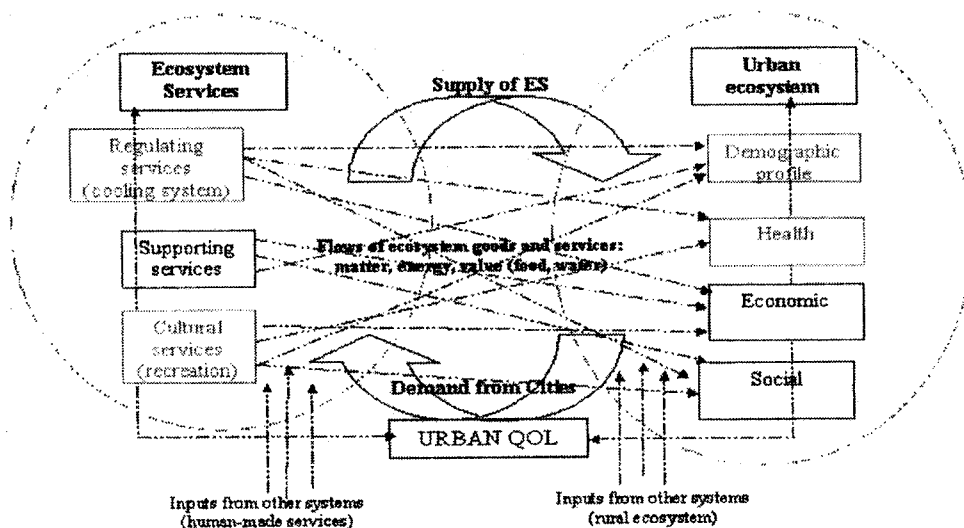 Ecosystem
Services
Supply of ES
Urban
ecosystem
Regulating
services
(cooling system)
Demographic
profile
Supporting
services
Flows of ecosystem goods and services:
matter, energy, value (food, water)
Health
Economic
Cultural
services
(recreation)
Social
Demand from Cities
URBAN QOL
Inputs from other systems
(human-made services)
Inputs from other systems
(rural ecosystem)